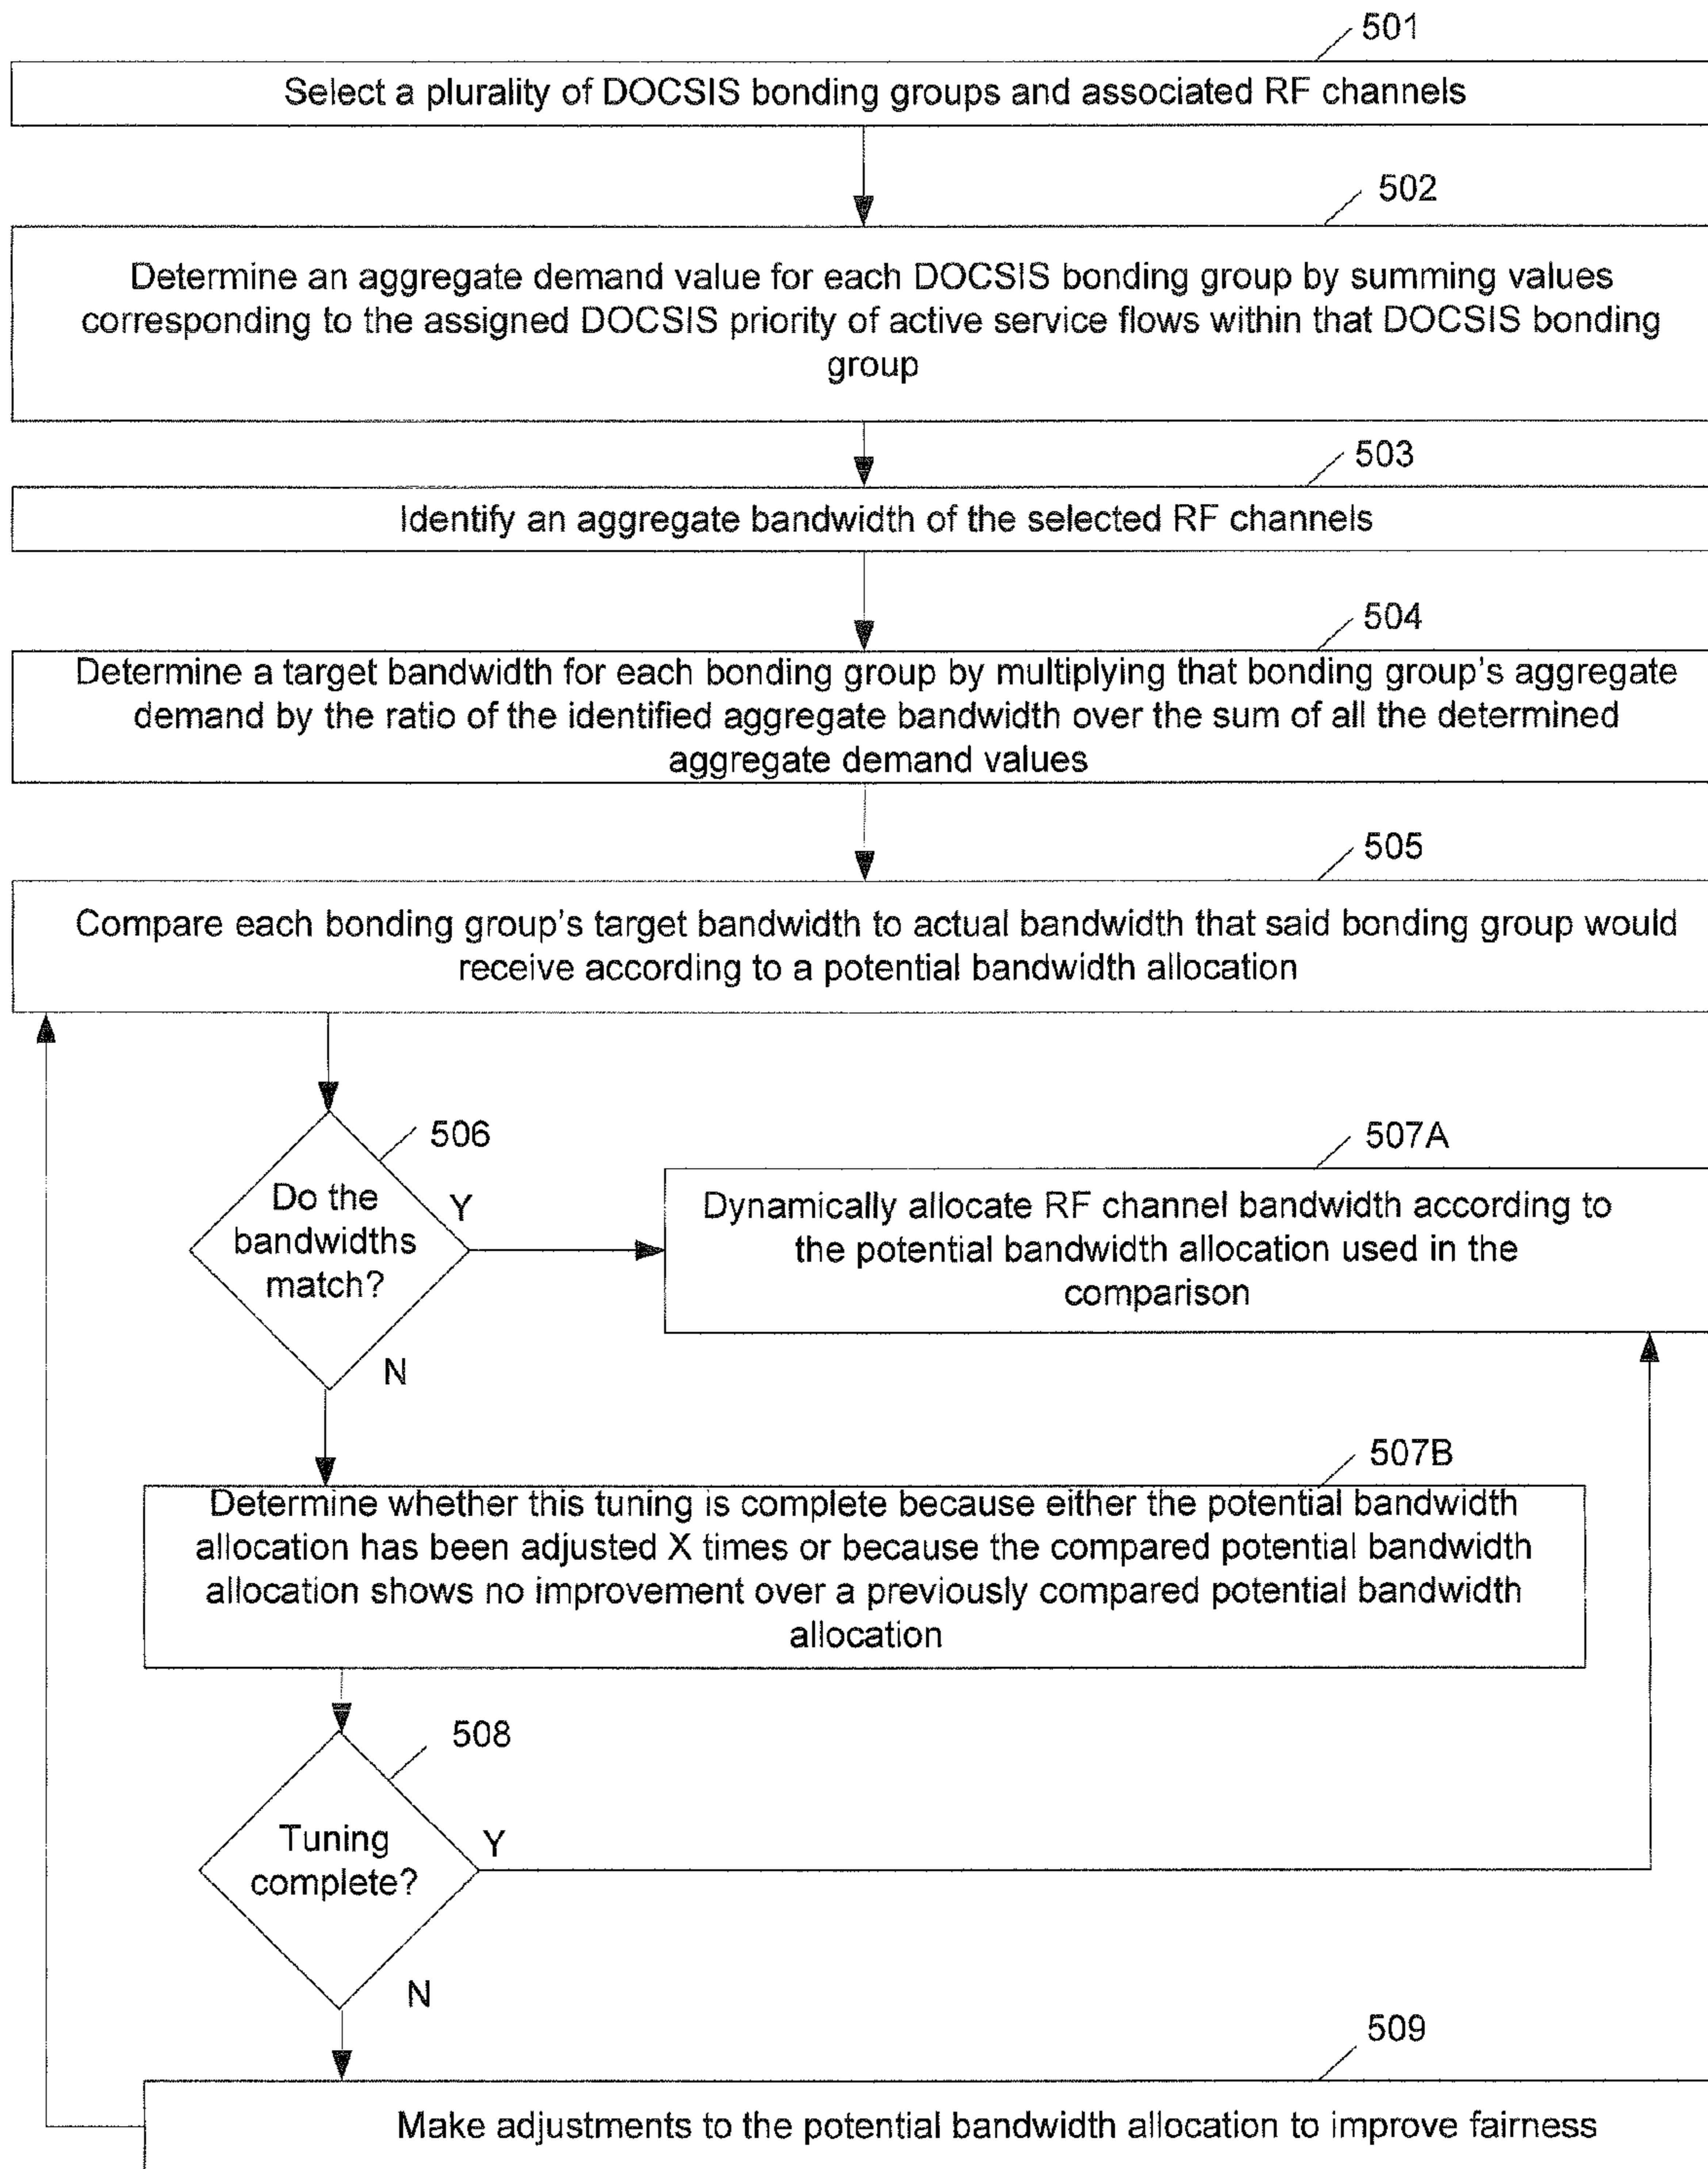 501
Select a plurality of DOCSIS bonding groups and associated RF channels
502
Determine an aggregate demand value for each DOCSIS bonding group by summing values
corresponding to the assigned DOCSIS priority of active service flows within that DOCSIS bonding
group
503
Identify an aggregate bandwidth of the selected RF channels
504
Determine a target bandwidth for each bonding group by multiplying that bonding group's aggregate
demand by the ratio of the identified aggregate bandwidth over the sum of all the determined
aggregate demand values
505
Compare each bonding group's target bandwidth to actual bandwidth that said bonding group would
receive according to a potential bandwidth allocation
506
Do the
bandwidths
match?
Y
N
507A
Dynamically allocate RF channel bandwidth according to
the potential bandwidth allocation used in the
comparison
507B
Determine whether this tuning is complete because either the potential bandwidth
allocation has been adjusted X times or because the compared potential bandwidth
allocation shows no improvement over a previously compared potential bandwidth
allocation
508
Tuning
complete?
Y
N
509
Make adjustments to the potential bandwidth allocation to improve fairness